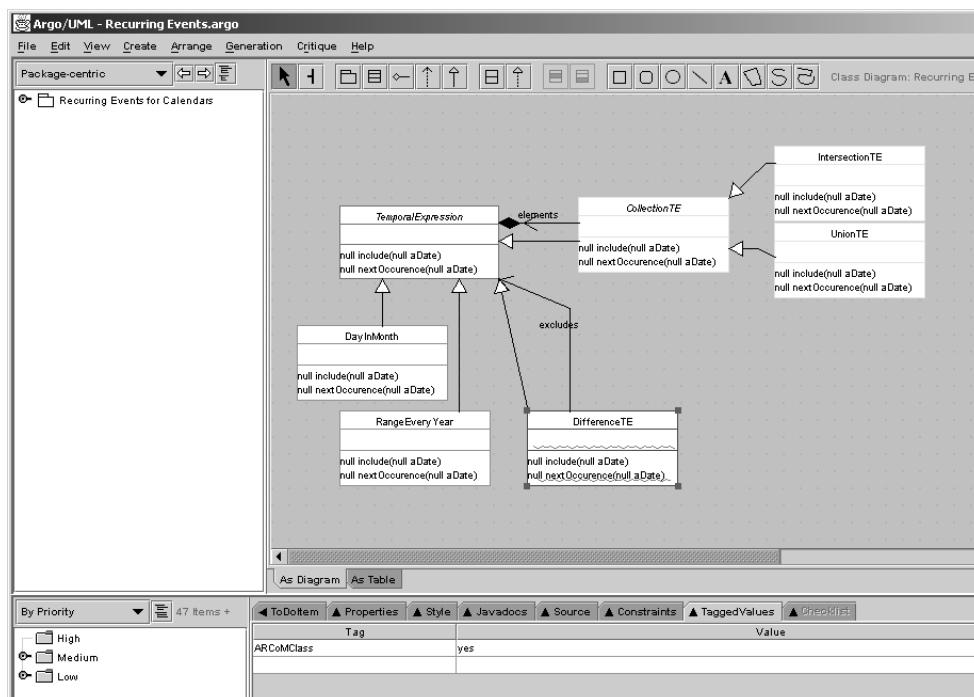 Argo/UML - Recurring Events.argo
File Edit View Create Arrange Generation Critique Help
Package-centric
A
Class Diagram: Recurring E
Recurring Events for Calendars
IntersectionTE
null include(null aDate)
null nextOccurence(null aDate)
UnionTE
null include(null aDate)
null nextOccurence(null aDate)
CollectionTE
null include(null aDate)
null nextOccurence(null aDate)
elements
TemporalExpression
null include(null aDate)
null nextOccurence(null aDate)
excludes
DayInMonth
null include(null aDate)
null nextOccurence(null aDate)
RangeEveryYear
null include(null aDate)
null nextOccurence(null aDate)
DifferenceTE
null include(null aDate)
null nextOccurence(null aDate)
As Diagram As Table
By Priority 47 Items +
High
Medium
Low
ToDoItem Properties Style Javadocs Source Constraints TaggedValues Checklist
Tag Value
ARCoMClass yes